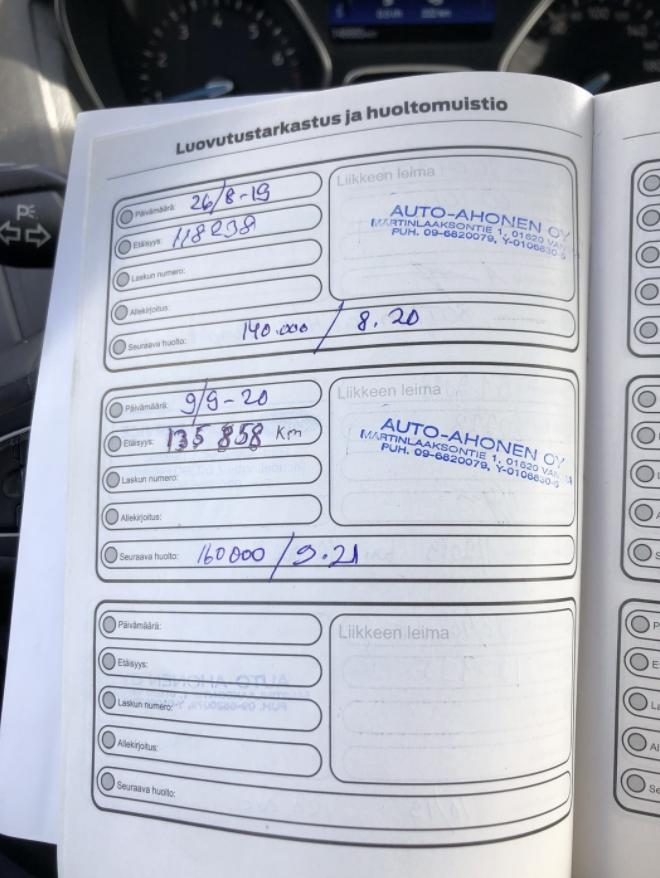 Luovutustarkastus ja huoltomuistio
Päivämäärä: 26/8-19
Etäisyys: 118238
Laskun numero:
Allekirjoitus:
Seuraava huolto: 140.000 / 8.20
Liikkeen leima
AUTO-AHONEN OY
MARTINLAAKSONTIE 1, 01620
PUH. 09-6820079, Y-0106830-5
Päivämäärä: 9/9-20
Etäisyys: 135 858 Km
Laskun numero:
Allekirjoitus:
Seuraava huolto: 160000 / 9.21
Liikkeen leima
AUTO-AHONEN OY
MARTINLAAKSONTIE 1, 01620
PUH. 09-6820079, Y-0106830-5
Päivämäärä:
Etäisyys:
Laskun numero:
Allekirjoitus:
Seuraava huolto:
Liikkeen leima